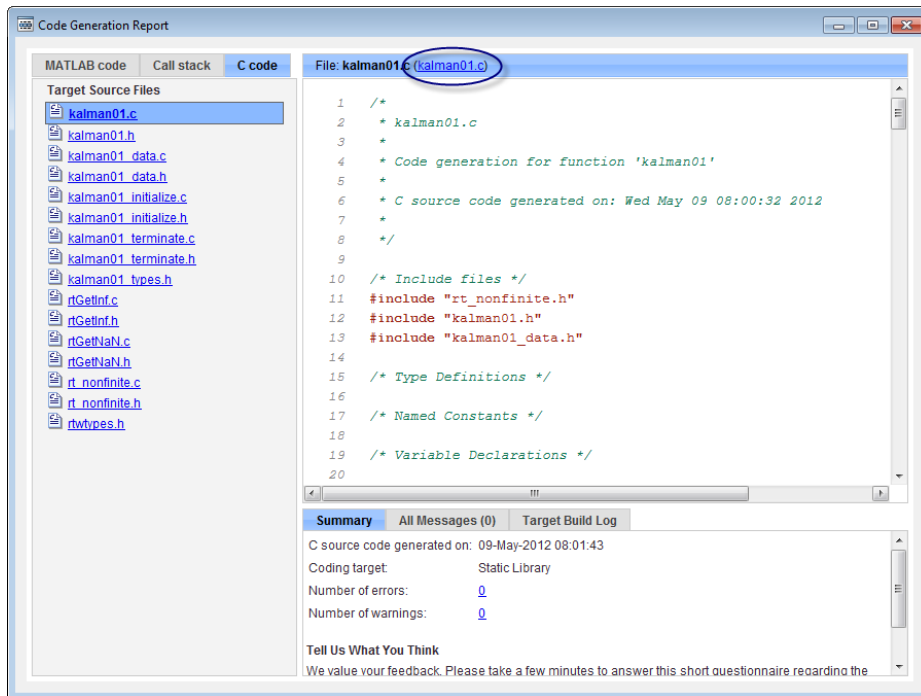 Code Generation Report
MATLAB code Call stack C code
Target Source Files
kalman01.c
kalman01.h
kalman01_data.c
kalman01_data.h
kalman01_initialize.c
kalman01_initialize.h
kalman01_terminate.c
kalman01_terminate.h
kalman01_types.h
rtGetInf.c
rtGetInf.h
rtGetNaN.c
rtGetNaN.h
rt_nonfinite.c
rt_nonfinite.h
rtwtypes.h
File: kalman01.c (kalman01.c)
1 /*
2 * kalman01.c
3 *
4 * Code generation for function 'kalman01'
5 *
6 * C source code generated on: Wed May 09 08:00:32 2012
7 *
8 */
9
10 /* Include files */
11 #include "rt_nonfinite.h"
12 #include "kalman01.h"
13 #include "kalman01_data.h"
14
15 /* Type Definitions */
16
17 /* Named Constants */
18
19 /* Variable Declarations */
20
Summary All Messages (0) Target Build Log
C source code generated on: 09-May-2012 08:01:43
Coding target: Static Library
Number of errors: 0
Number of warnings: 0
Tell Us What You Think
We value your feedback. Please take a few minutes to answer this short questionnaire regarding the